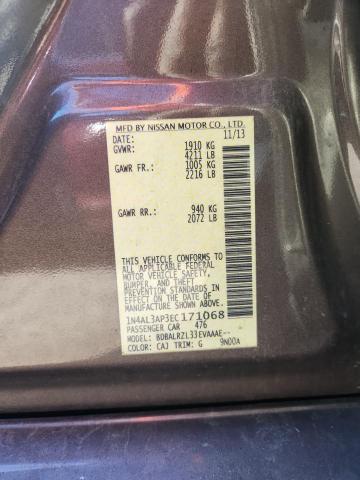 MFD BY NISSAN MOTOR CO., LTD.
DATE: 11/13
GVWR: 1910 KG
4211 LB
GAWR FR: 1005 KG
2216 LB
GAWR RR: 940 KG
2072 LB
THIS VEHICLE CONFORMS TO
ALL APPLICABLE FEDERAL
MOTOR VEHICLE SAFETY,
BUMPER, AND THEFT
PREVENTION STANDARDS IN
EFFECT ON THE DATE OF
MANUFACTURE SHOWN ABOVE.
1N4AL3AP3EC171068
PASSENGER CAR 476
MODEL: BDBALRZL33EVAAAE--
COLOR: CAJ TRIM: G 9N00A